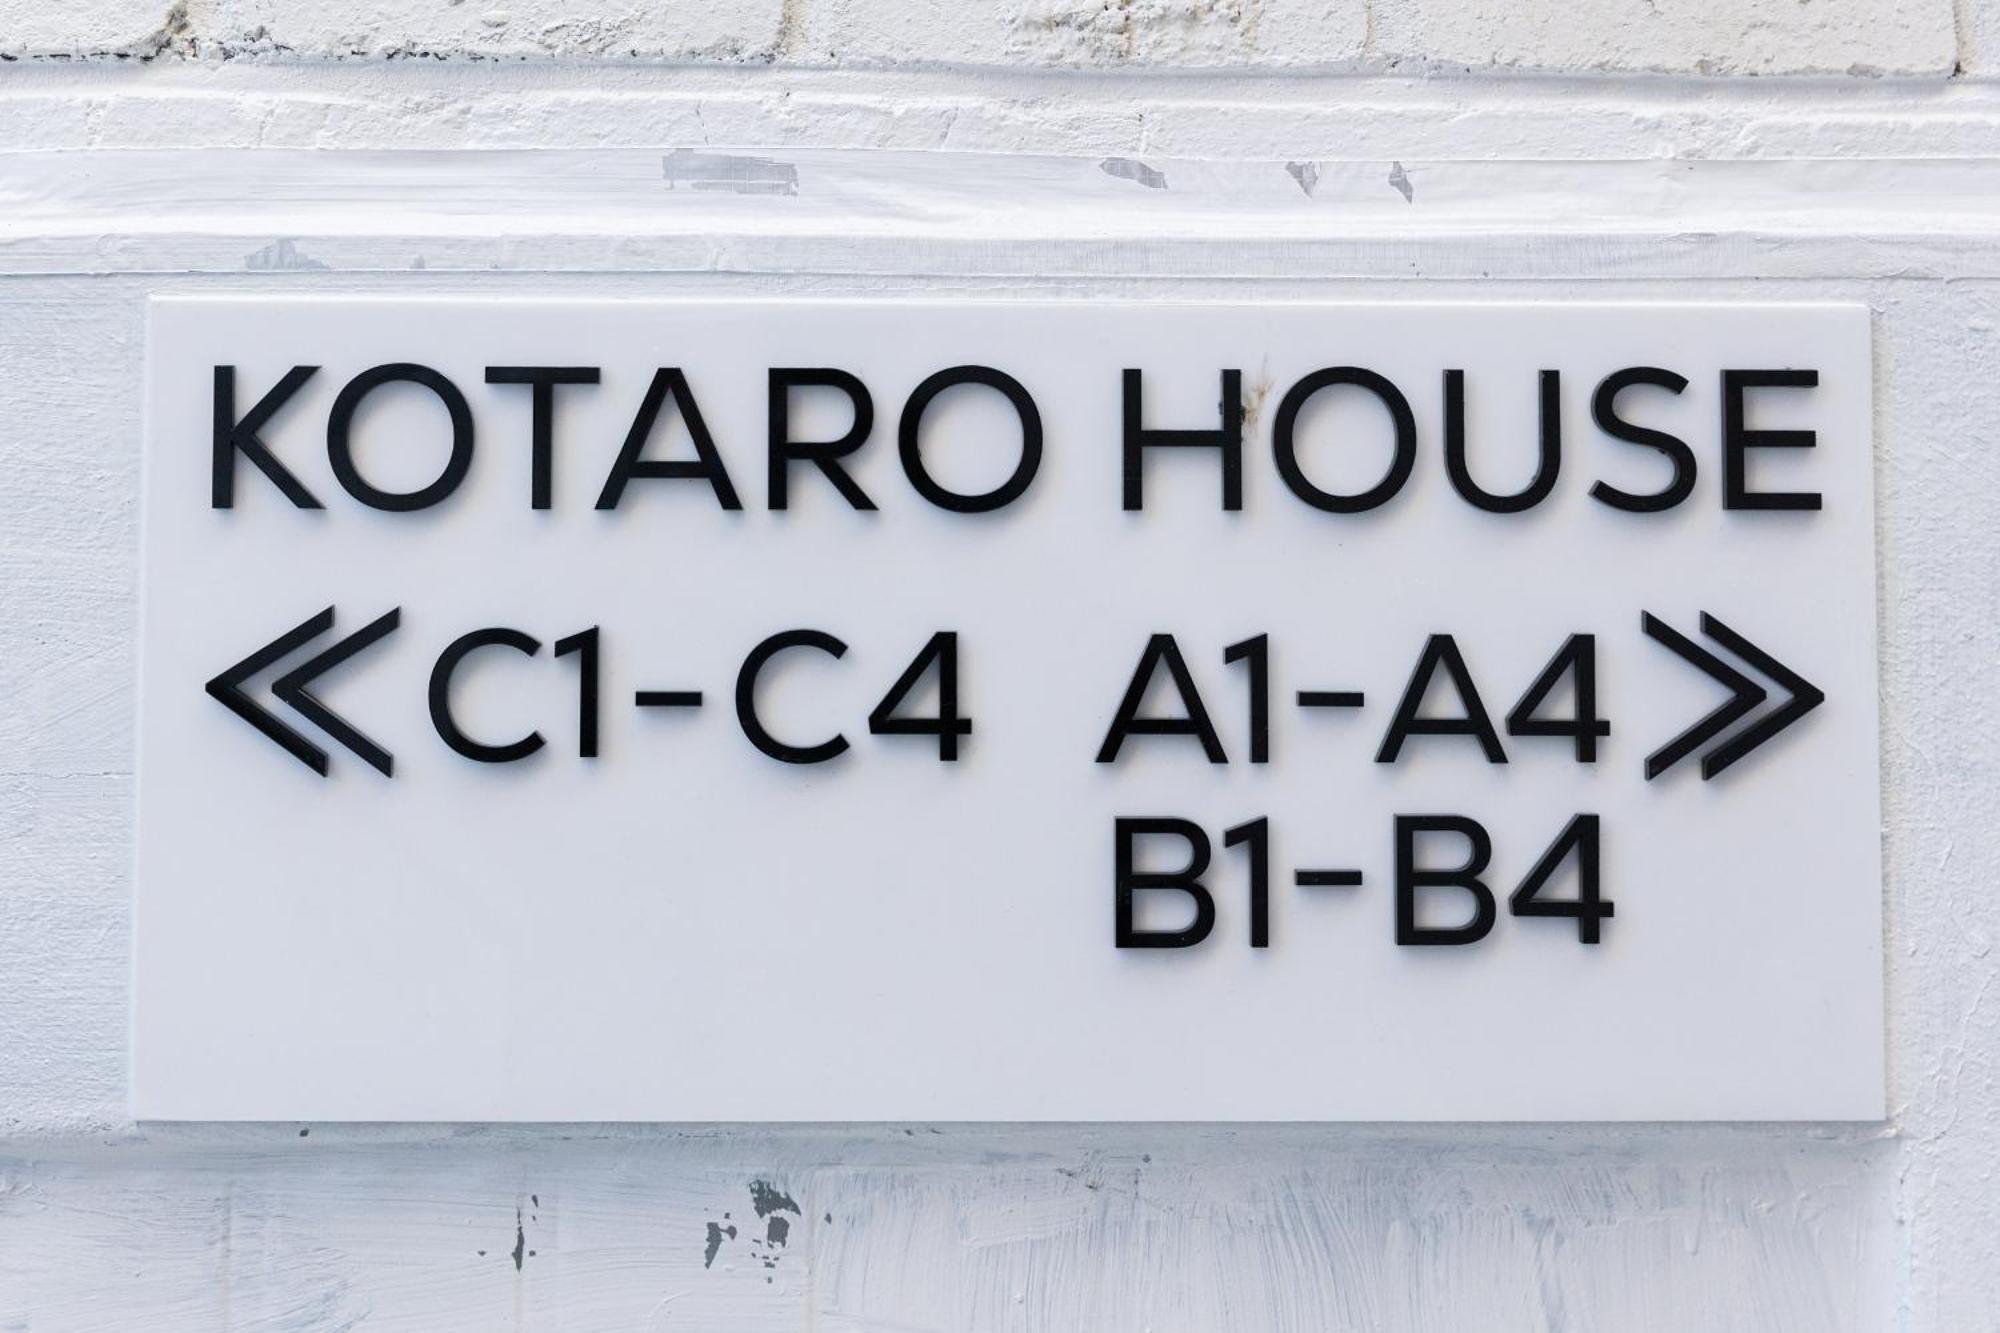 KOTARO HOUSE
« C1-C4 A1-A4 »
B1-B4